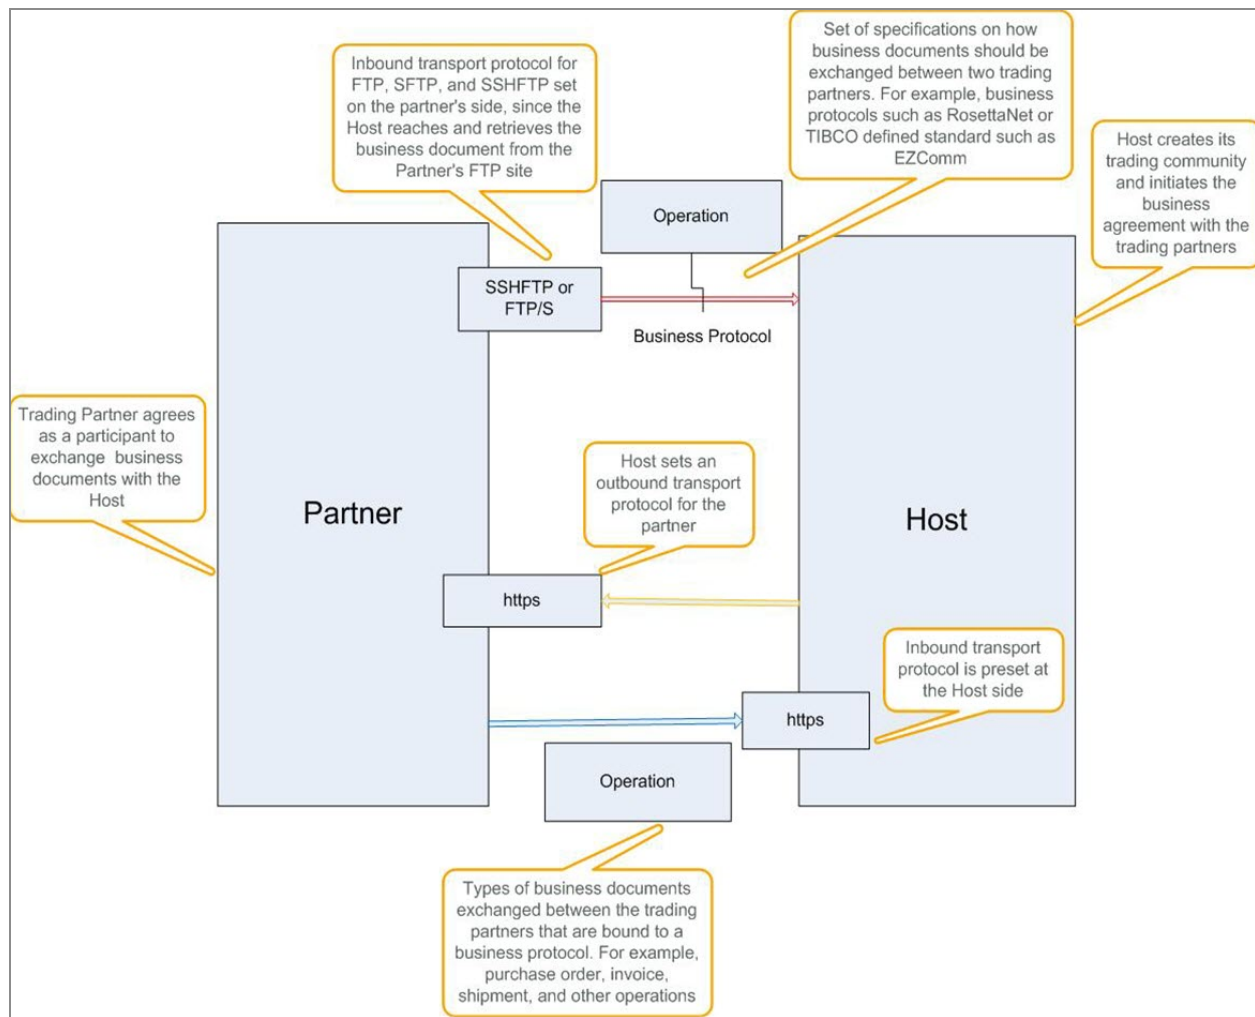 Inbound transport protocol for
FTP, SFTP, and SSHFTP set
on the partner's side, since the
Host reaches and retrieves the
business document from the
Partner's FTP site
Set of specifications on how
business documents should be
exchanged between two trading
partners. For example, business
protocols such as RosettaNet or
TIBCO defined standard such as
EZComm
Host creates its
trading community
and initiates the
business
agreement with the
trading partners
Operation
SSHFTP or
FTP/S
Business Protocol
Trading Partner agrees
as a participant to
exchange business
documents with the
Host
Partner
Host sets an
outbound transport
protocol for the
partner
Host
https
Inbound transport
protocol is preset at
the Host side
https
Operation
Types of business documents
exchanged between the trading
partners that are bound to a
business protocol. For example,
purchase order, invoice,
shipment, and other operations